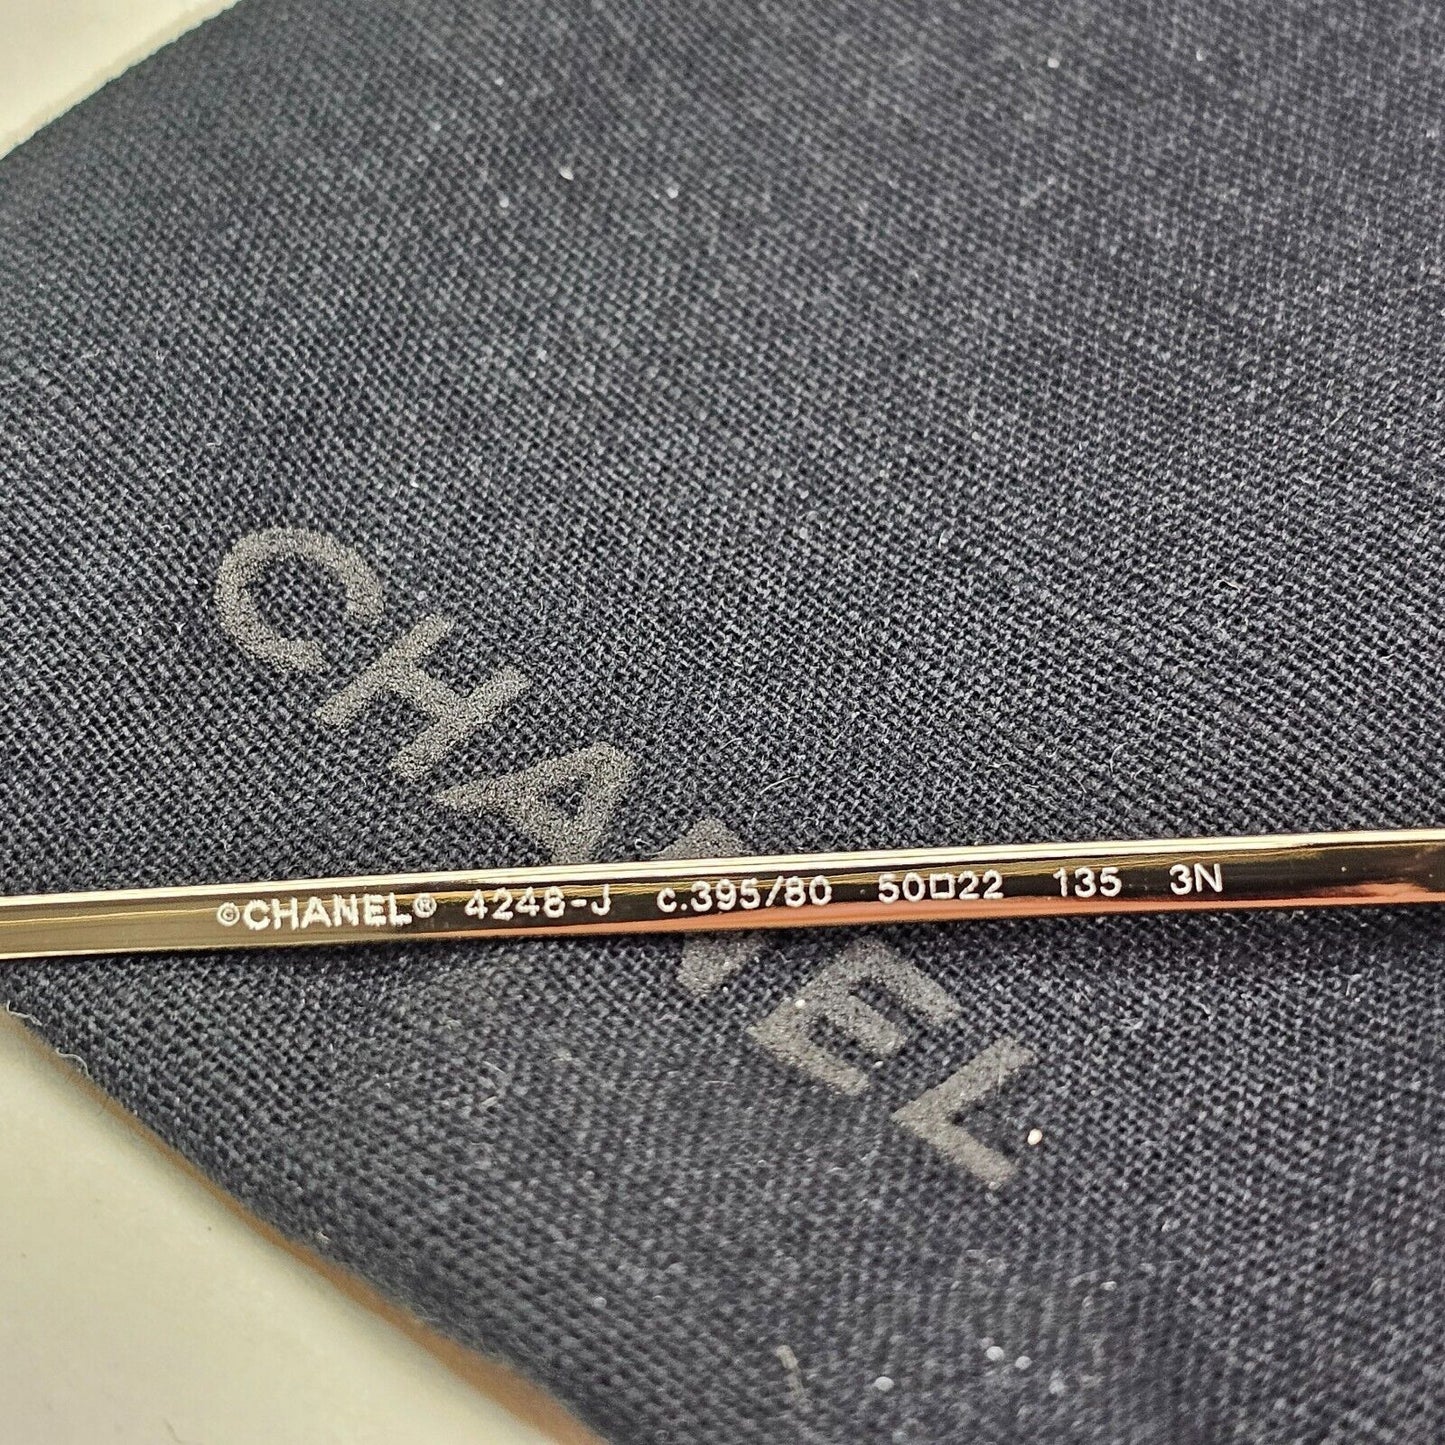 ©CHANEL® 4248-J c.395/80 50□22 135 3N
CHANEL